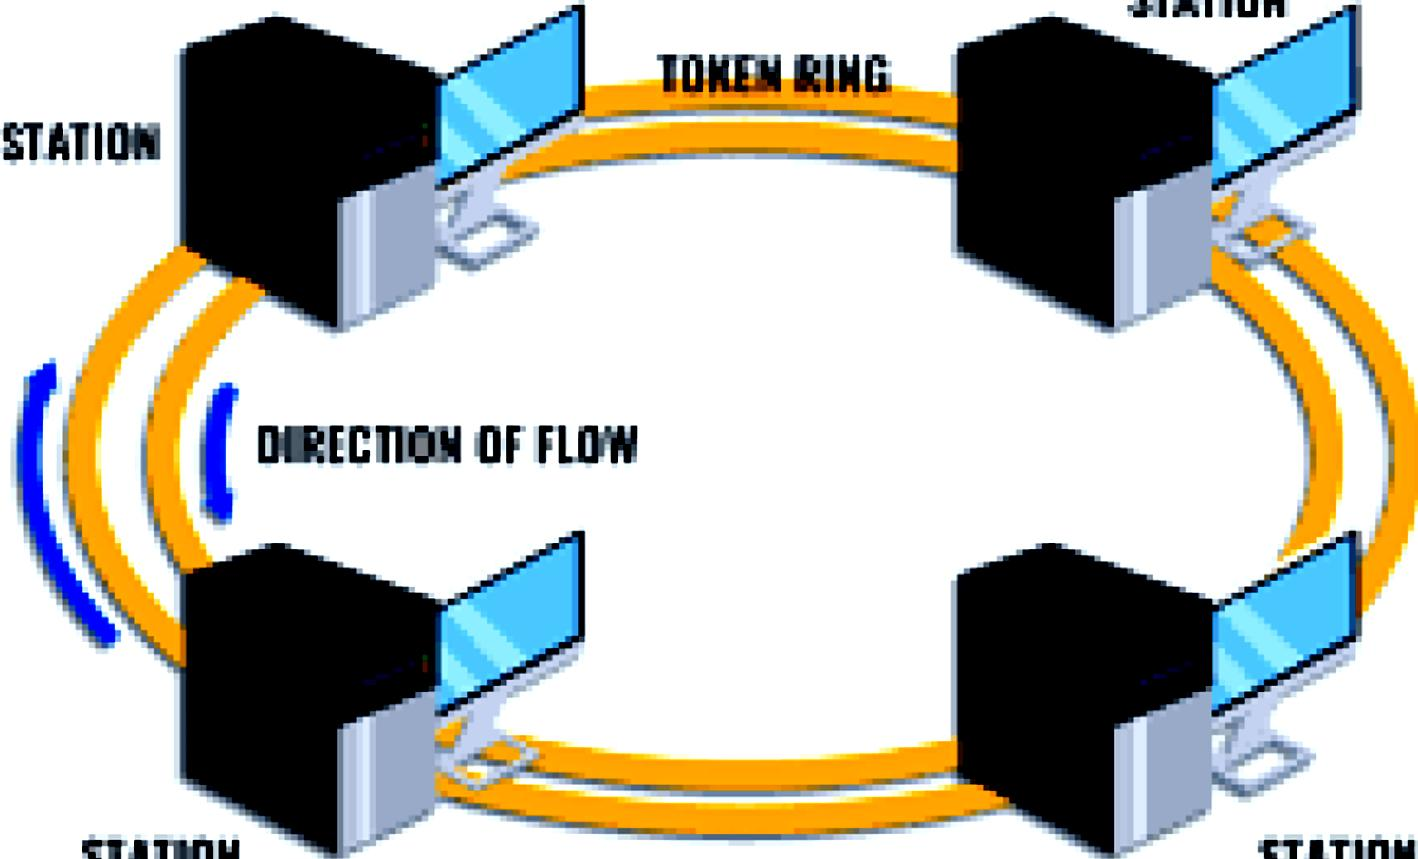 STATION
TOKEN RING
STATION
DIRECTION OF FLOW
STATION
STATION